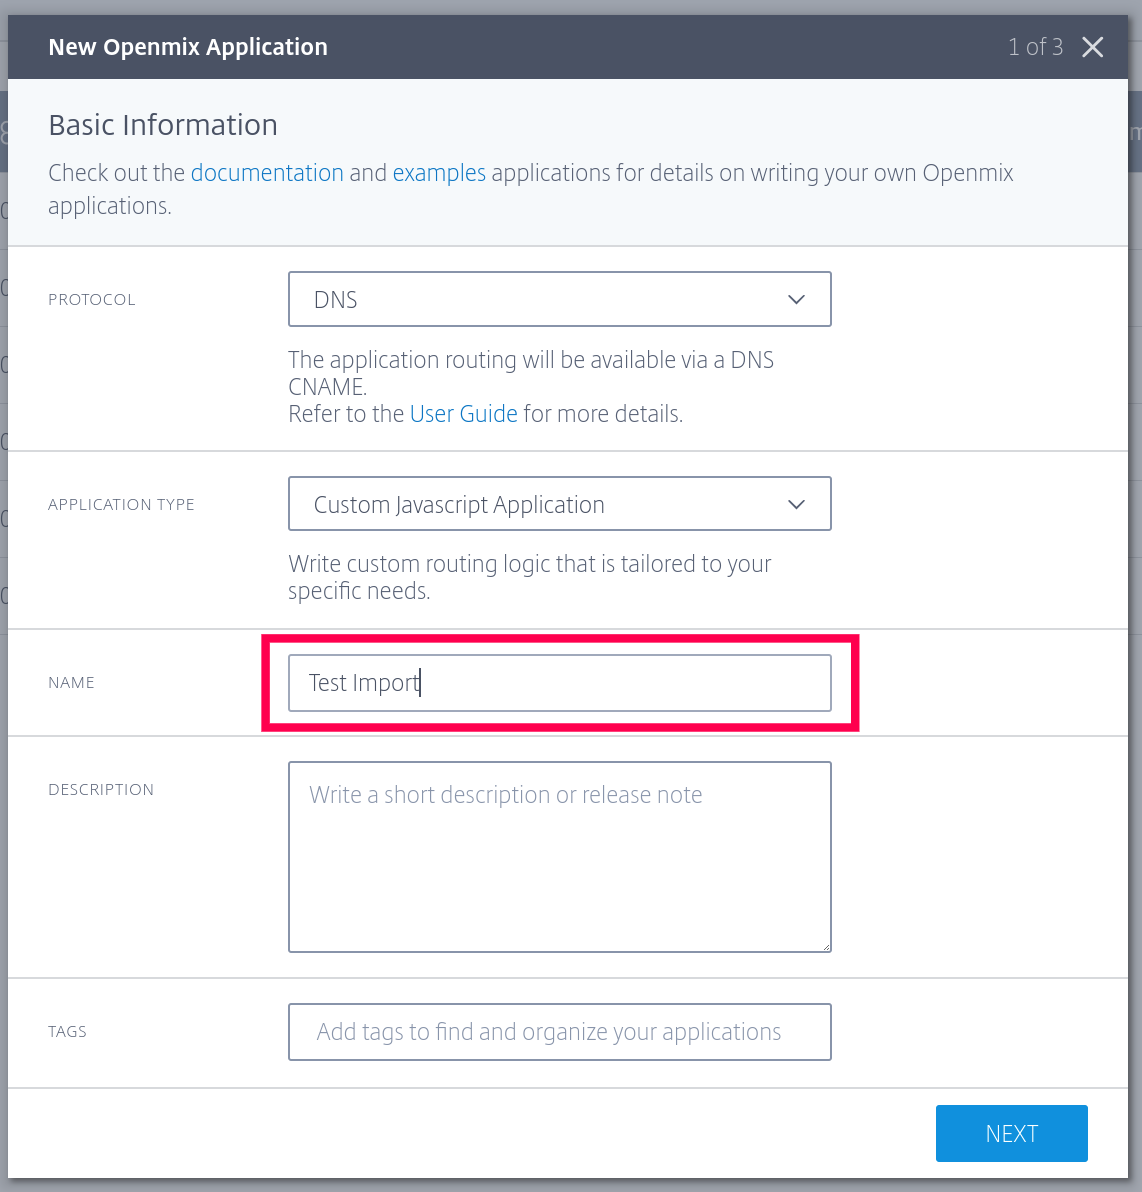 New Openmix Application
1 of 3
Basic Information
Check out the documentation and examples applications for details on writing your own Openmix
applications.
PROTOCOL
DNS
The application routing will be available via a DNS
CNAME.
Refer to the User Guide for more details.
APPLICATION TYPE
Custom Javascript Application
Write custom routing logic that is tailored to your
specific needs.
NAME
Test Import
DESCRIPTION
Write a short description or release note
TAGS
Add tags to find and organize your applications
NEXT